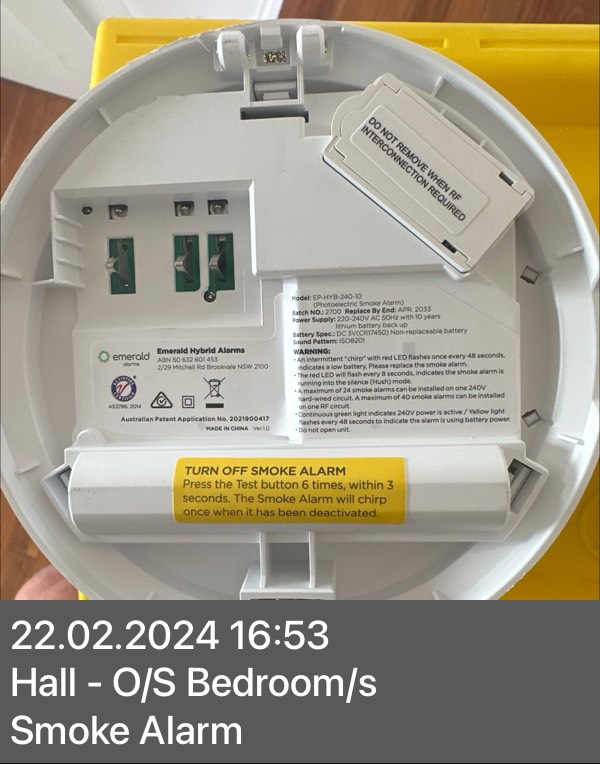 DO NOT REMOVE WHEN RF
INTERCONNECTION REQUIRED
Model: EP-HYB-240-10
(Photoelectric Smoke Alarm)
Batch NO.: 2700 Replace By End: APR. 2033
Power Supply: 220-240V AC 50Hz with 10 years
lithium battery back up
Battery Spec.: DC 3V(CR17450) Non-replaceable battery
Sound Pattern: ISO8201
WARNING:
• An intermittent "chirp" with red LED flashes once every 48 seconds,
indicates a low battery, Please replace the smoke alarm.
• The red LED will flash every 8 seconds, indicates the smoke alarm is
running into the silence (Hush) mode.
• A maximum of 24 smoke alarms can be installed on one 240V
hard-wired circuit. A maximum of 40 smoke alarms can be installed
on one RF circuit.
• Continuous green light indicates 240V power is active / Yellow light
flashes every 48 seconds to indicate the alarm is using battery power.
• Do not open unit.
emerald
alarms
Emerald Hybrid Alarms
ABN 50 632 601 453
2/29 Mitchell Rd Brookvale NSW 2100
AS3786: 2014
Australian Patent Application No. 2021900417
MADE IN CHINA Ver1.0
TURN OFF SMOKE ALARM
Press the Test button 6 times, within 3
seconds. The Smoke Alarm will chirp
once when it has been deactivated.
22.02.2024 16:53
Hall - O/S Bedroom/s
Smoke Alarm